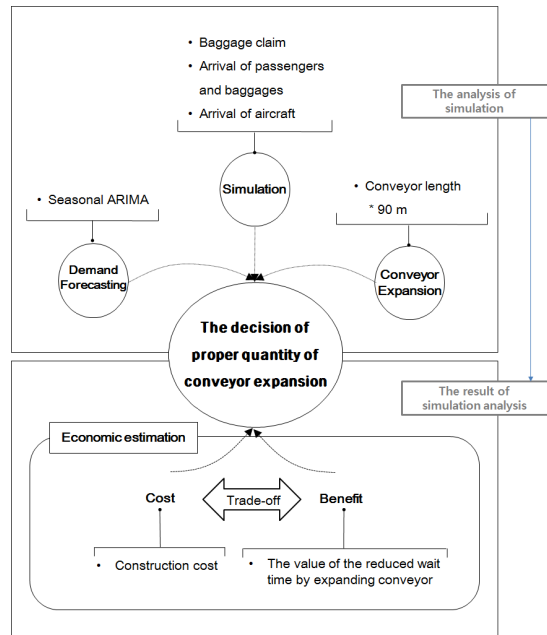 • Baggage claim
• Arrival of passengers
and baggages
• Arrival of aircraft
The analysis of
simulation
Simulation
• Seasonal ARIMA
• Conveyor length
* 90 m
Demand
Forecasting
Conveyor
Expansion
The decision of
proper quantity of
conveyor expansion
The result of
simulation analysis
Economic estimation
Cost
Trade-off
Benefit
• Construction cost
• The value of the reduced wait
time by expanding conveyor